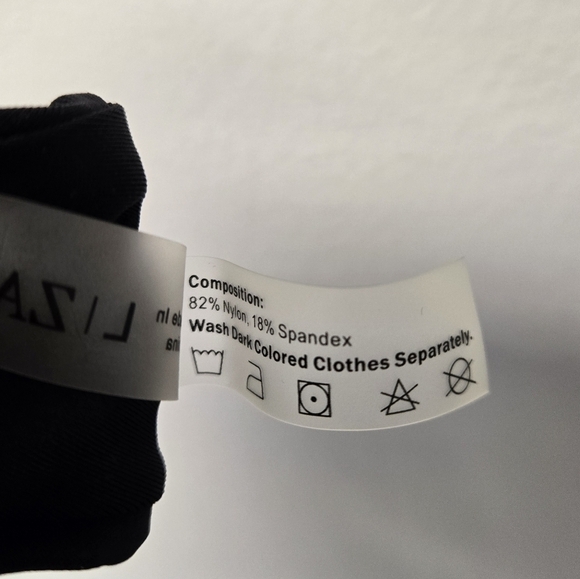 Composition:
82% Nylon, 18% Spandex
Wash Dark Colored Clothes Separately.